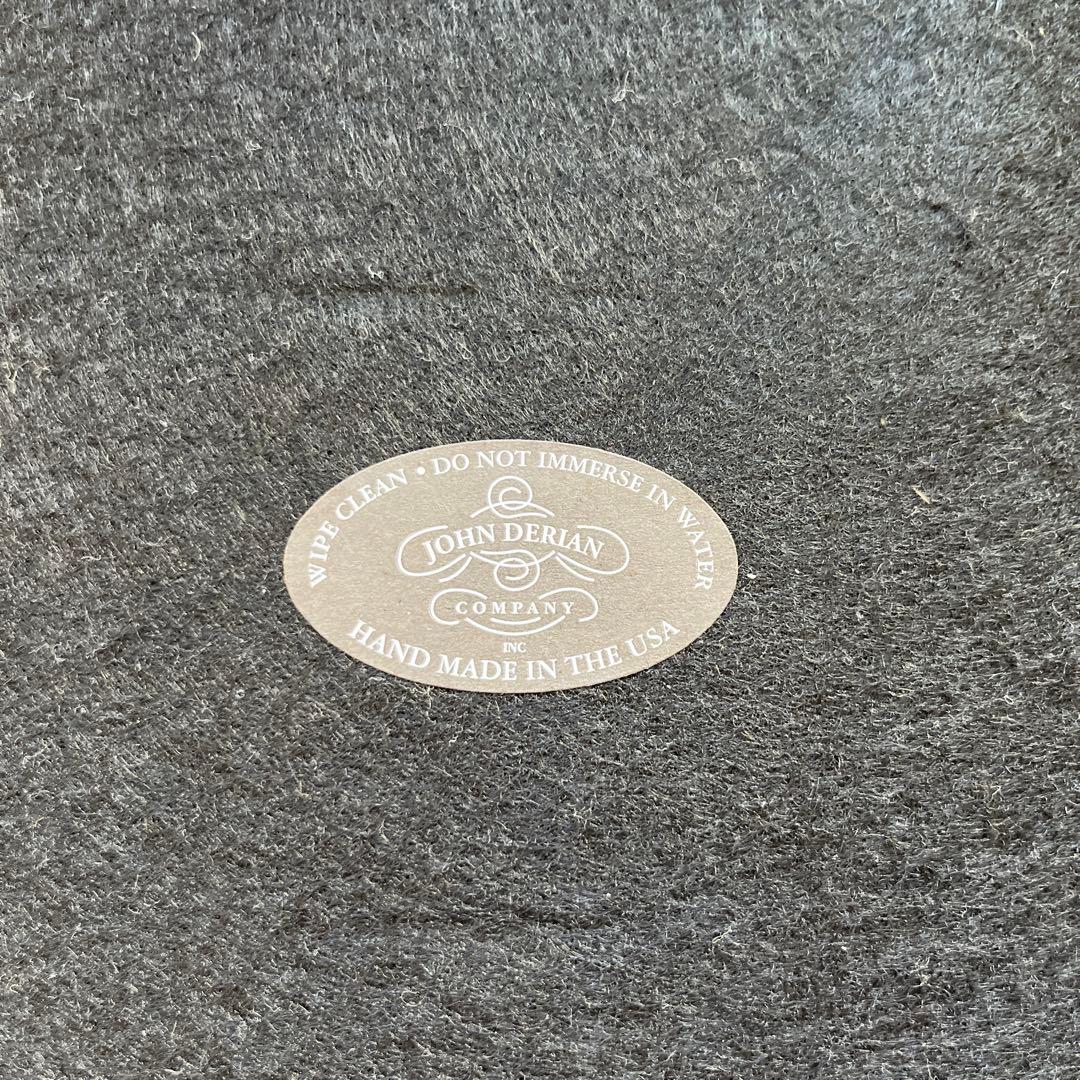 WIPE CLEAN • DO NOT IMMERSE IN WATER
JOHN DERIAN
COMPANY
INC
HAND MADE IN THE USA